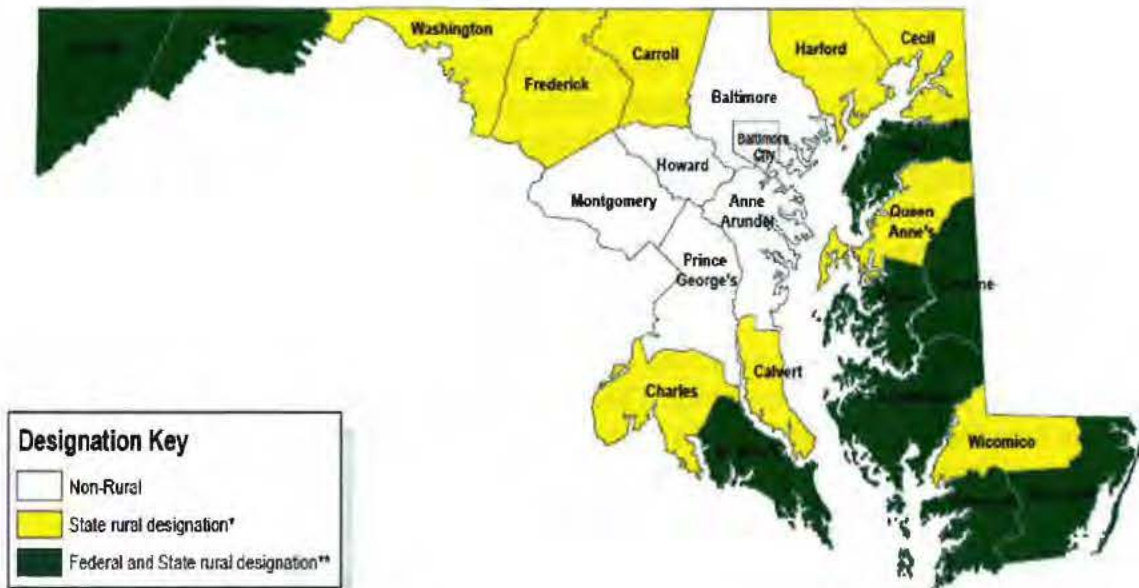 Washington
Frederick
Carroll
Baltimore
Baltimore
City
Harford
Cecil
Howard
Montgomery
Anne
Arundel
Prince
George's
Queen
Anne's
Calvert
Charles
Wicomico
Designation Key
Non-Rural
State rural designation*
Federal and State rural designation**